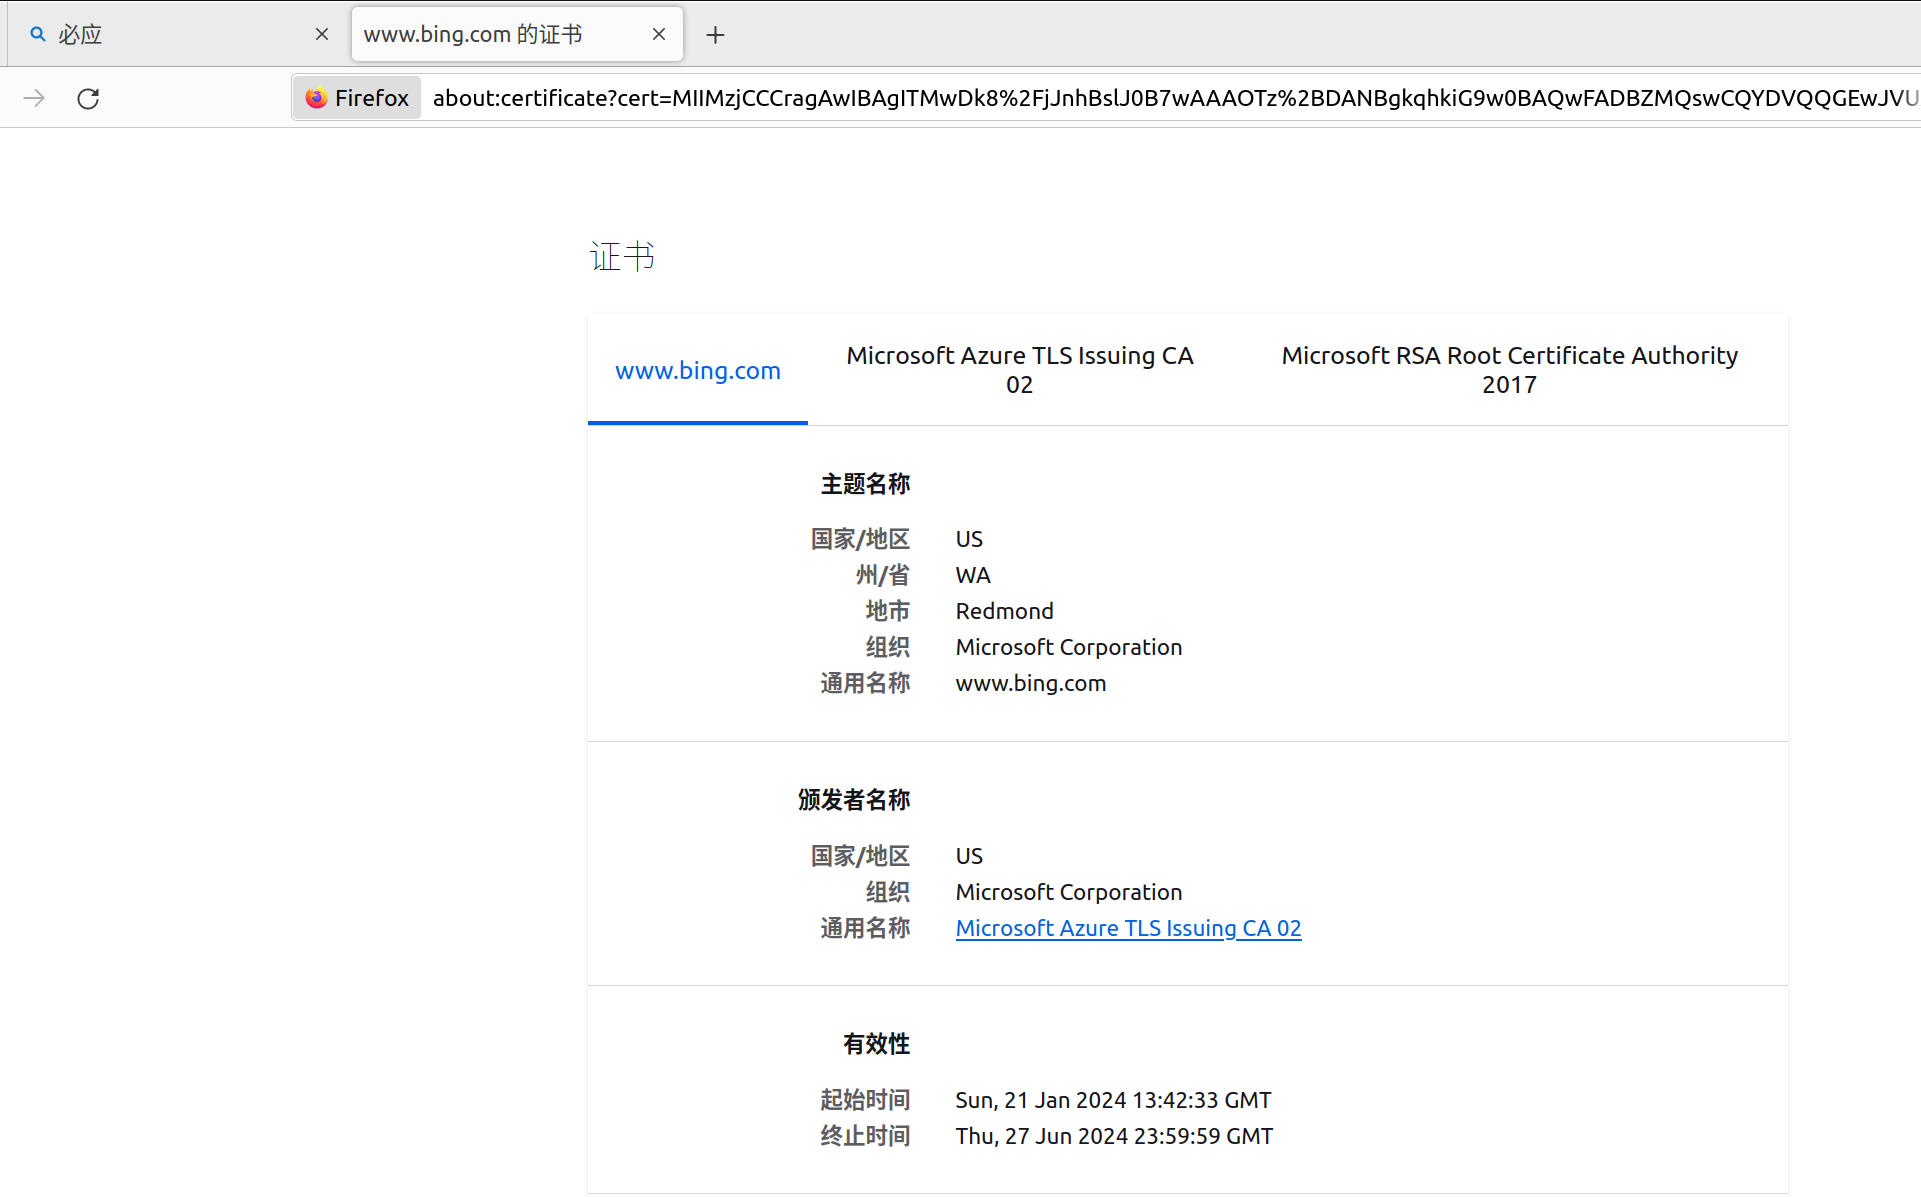 必应
www.bing.com 的证书
Firefox about:certificate?cert=MIIMzjCCCragAwIBAgITMwDk8%2FjJnhBslJ0B7wAAAOTz%2BDANBgkqhkiG9w0BAQwFADBZMQswCQYDVQQGEwJVU
证书
www.bing.com
Microsoft Azure TLS Issuing CA
02
Microsoft RSA Root Certificate Authority
2017
主题名称
国家/地区 US
州/省 WA
地市 Redmond
组织 Microsoft Corporation
通用名称 www.bing.com
颁发者名称
国家/地区 US
组织 Microsoft Corporation
通用名称 Microsoft Azure TLS Issuing CA 02
有效性
起始时间 Sun, 21 Jan 2024 13:42:33 GMT
终止时间 Thu, 27 Jun 2024 23:59:59 GMT